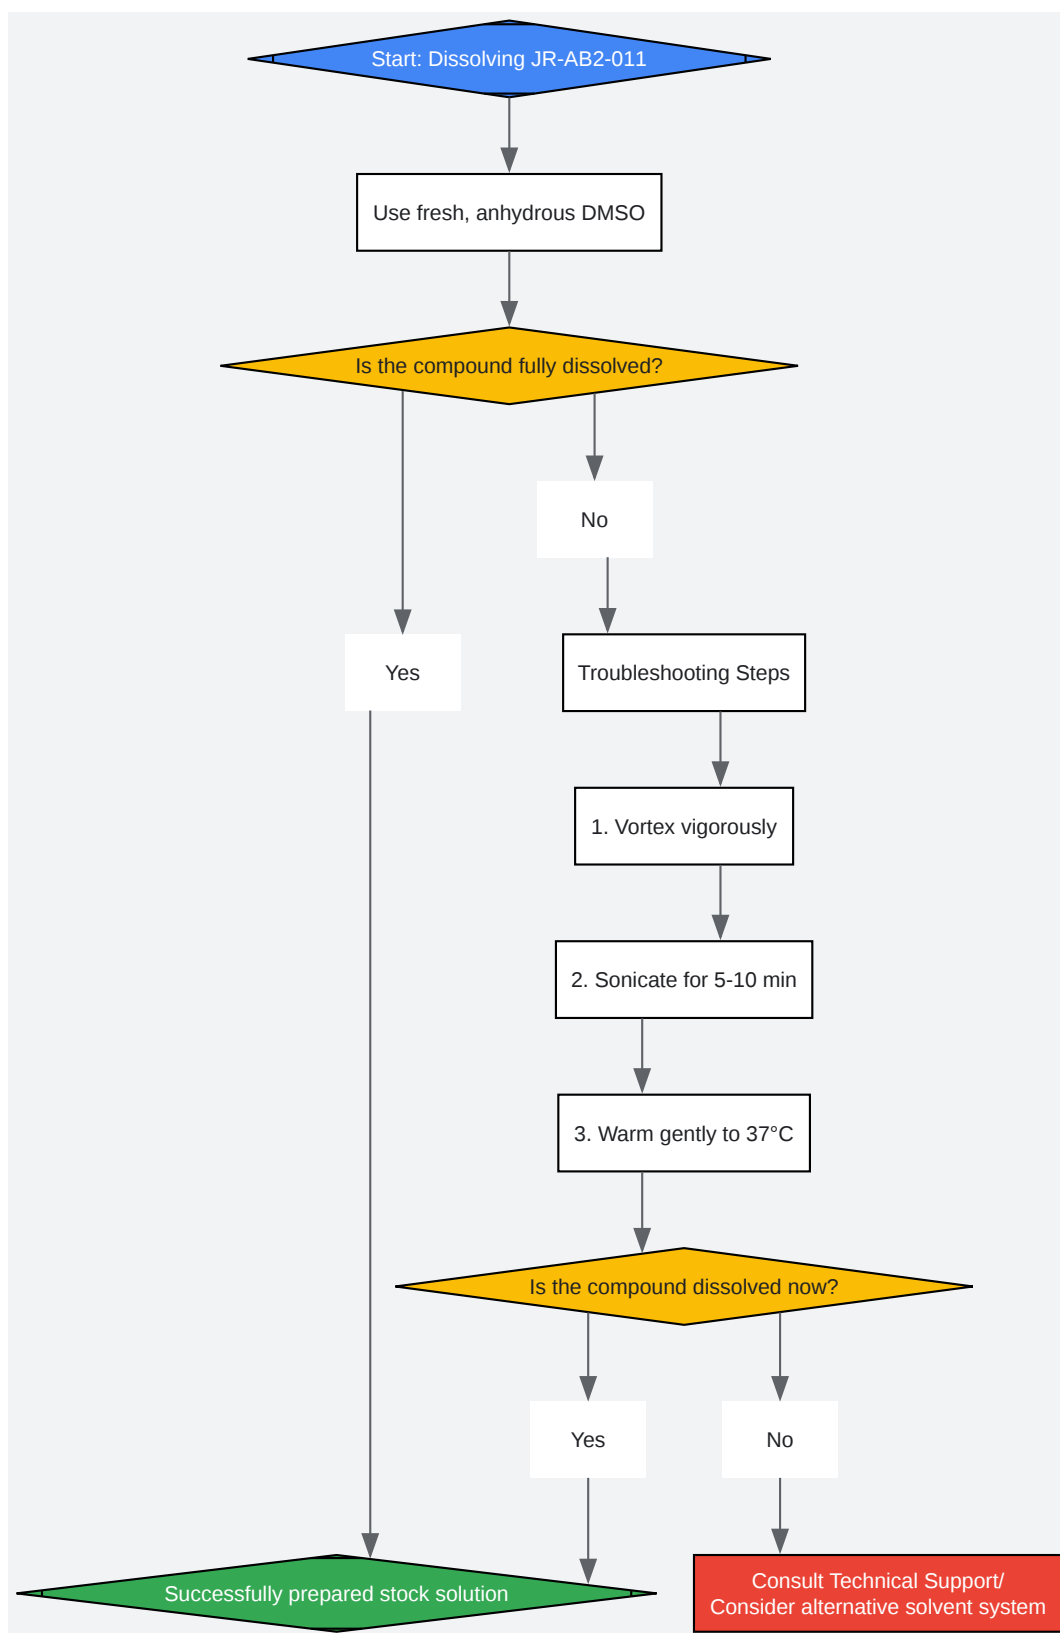 Start: Dissolving JR-AB2-011
Use fresh, anhydrous DMSO
Is the compound fully dissolved?
No
Yes
Troubleshooting Steps
1. Vortex vigorously
2. Sonicate for 5-10 min
3. Warm gently to 37°C
Is the compound dissolved now?
Yes
No
Successfully prepared stock solution
Consult Technical Support/
Consider alternative solvent system